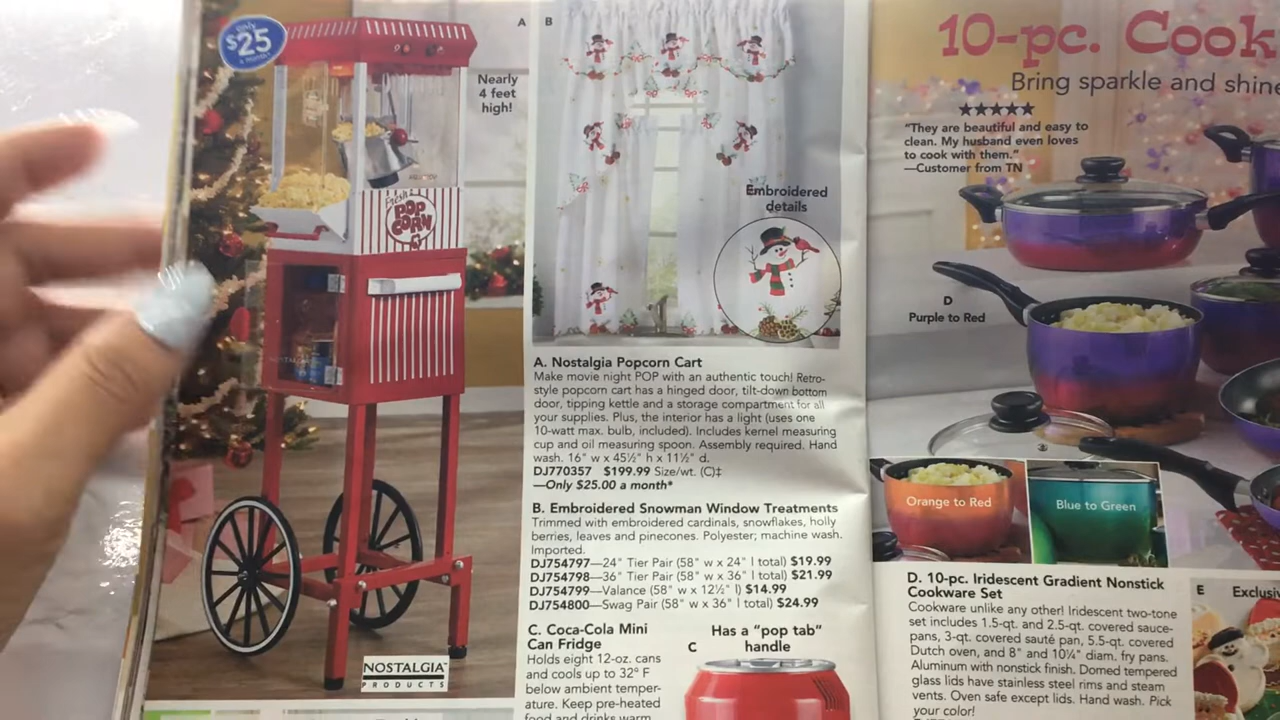 only
$25
a month*
A
Nearly
4 feet
high!
Fresh
POP
CORN
NOSTALGIA
PRODUCTS
B
Embroidered
details
A. Nostalgia Popcorn Cart
Make movie night POP with an authentic touch! Retro-
style popcorn cart has a hinged door, tilt-down bottom
door, tipping kettle and a storage compartment for all
your supplies. Plus, the interior has a light (uses one
10-watt max. bulb, included). Includes kernel measuring
cup and oil measuring spoon. Assembly required. Hand
wash. 16" w x 45½" h x 11½" d.
DJ770357 $199.99 Size/wt. (C)‡
—Only $25.00 a month*
B. Embroidered Snowman Window Treatments
Trimmed with embroidered cardinals, snowflakes, holly
berries, leaves and pinecones. Polyester; machine wash.
Imported.
DJ754797—24" Tier Pair (58" w x 24" l total) $19.99
DJ754798—36" Tier Pair (58" w x 36" l total) $21.99
DJ754799—Valance (58" w x 12½" l) $14.99
DJ754800—Swag Pair (58" w x 36" l total) $24.99
C. Coca-Cola Mini
Can Fridge
Holds eight 12-oz. cans
and cools up to 32° F
below ambient temper-
ature. Keep pre-heated
food and drinks warm
C
Has a "pop tab"
handle
10-pc. Cook
Bring sparkle and shine
★★★★★
"They are beautiful and easy to
clean. My husband even loves
to cook with them."
—Customer from TN
D
Purple to Red
Orange to Red
Blue to Green
D. 10-pc. Iridescent Gradient Nonstick
Cookware Set
Cookware unlike any other! Iridescent two-tone
set includes 1.5-qt. and 2.5-qt. covered sauce-
pans, 3-qt. covered sauté pan, 5.5-qt. covered
Dutch oven, and 8" and 10¼" diam. fry pans.
Aluminum with nonstick finish. Domed tempered
glass lids have stainless steel rims and steam
vents. Oven safe except lids. Hand wash. Pick
your color!
E
Exclusiv